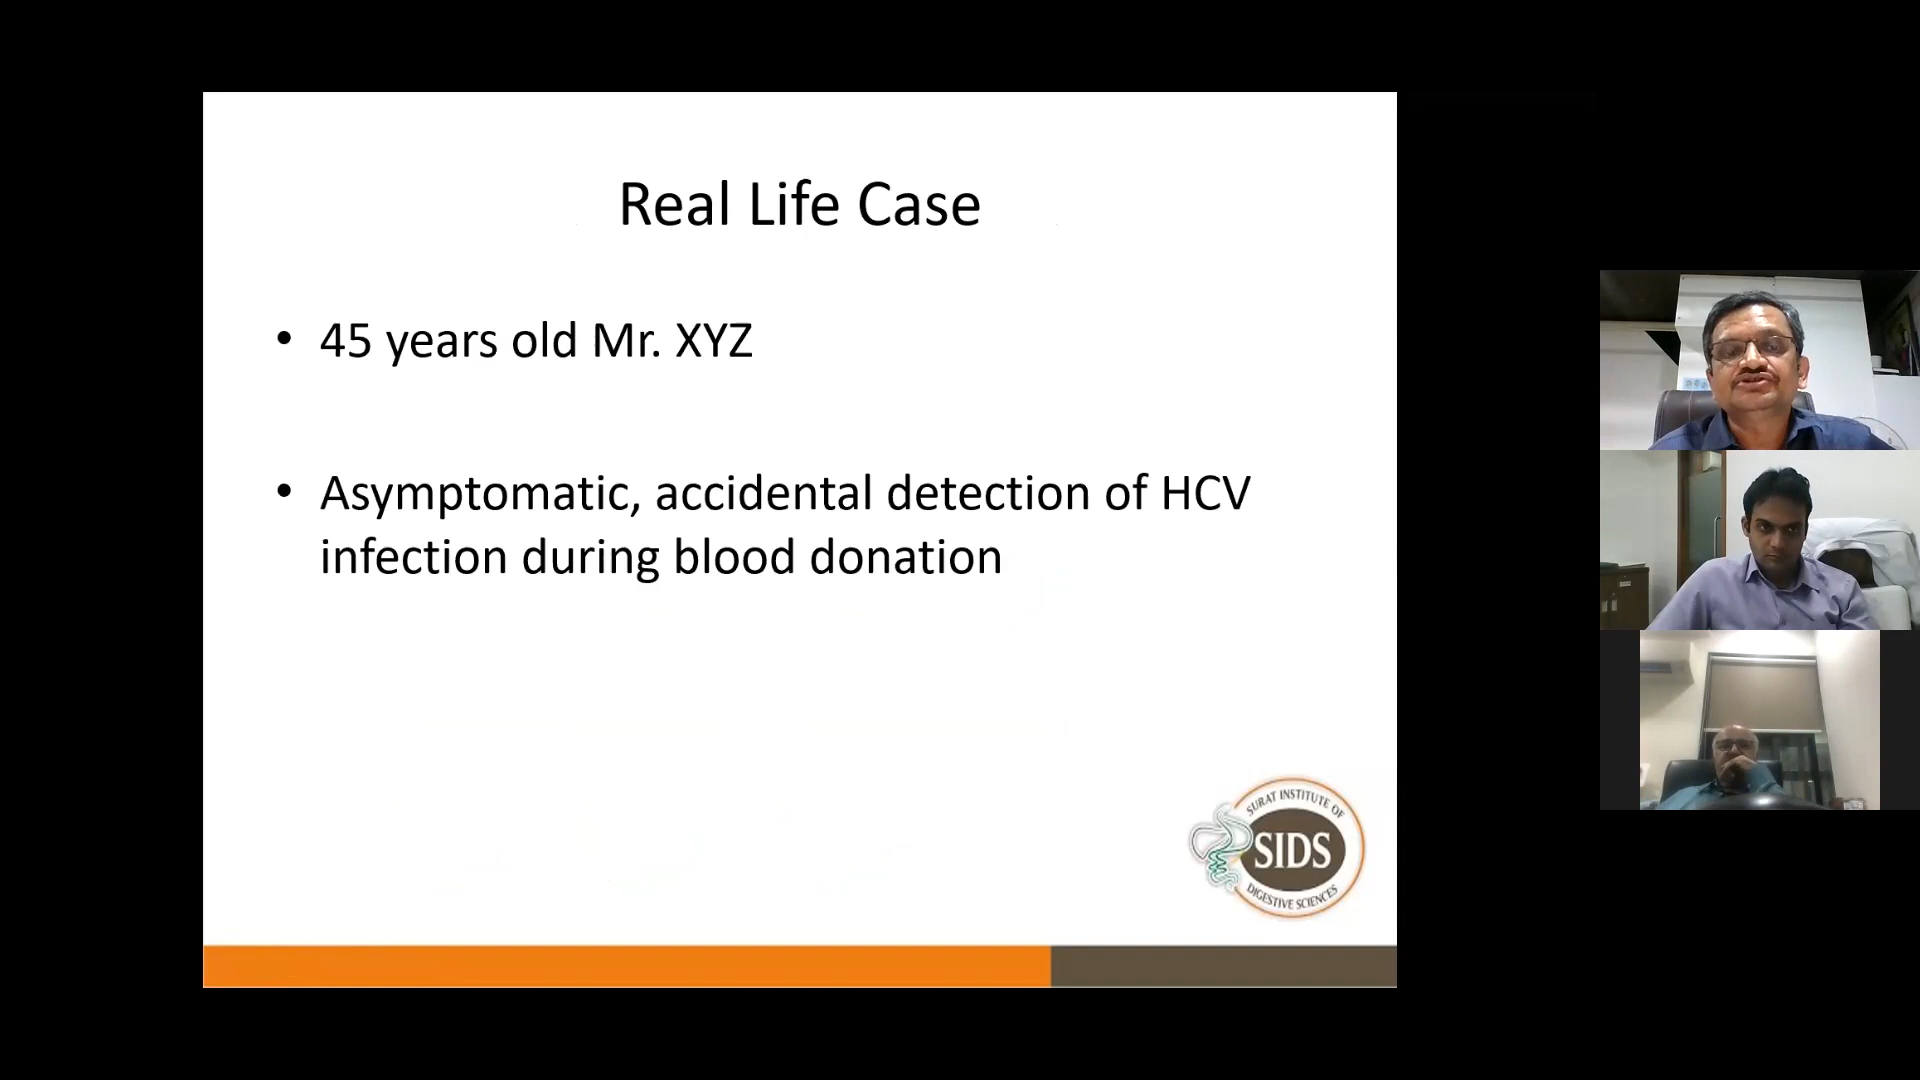 Real Life Case
• 45 years old Mr. XYZ
• Asymptomatic, accidental detection of HCV
infection during blood donation
SURAT INSTITUTE OF
SIDS
DIGESTIVE SCIENCES